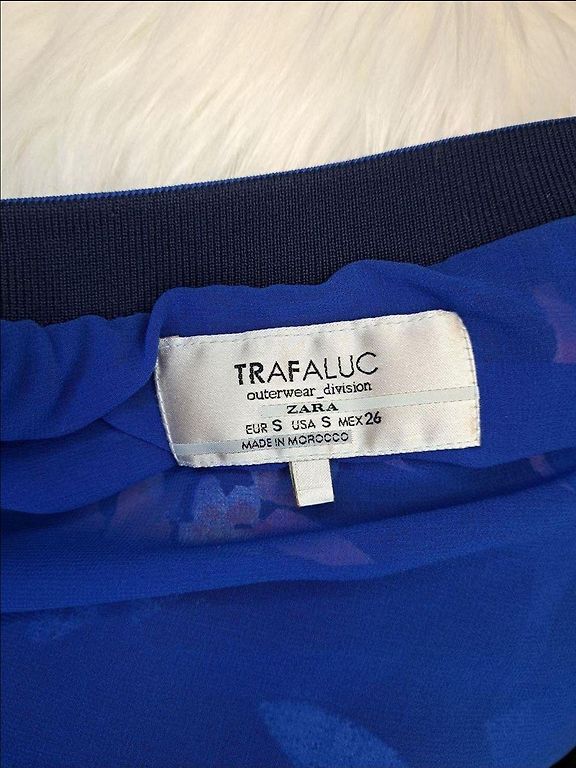 TRAFALUC
outerwear_division
ZARA
EUR S USA S MEX 26
MADE IN MOROCCO